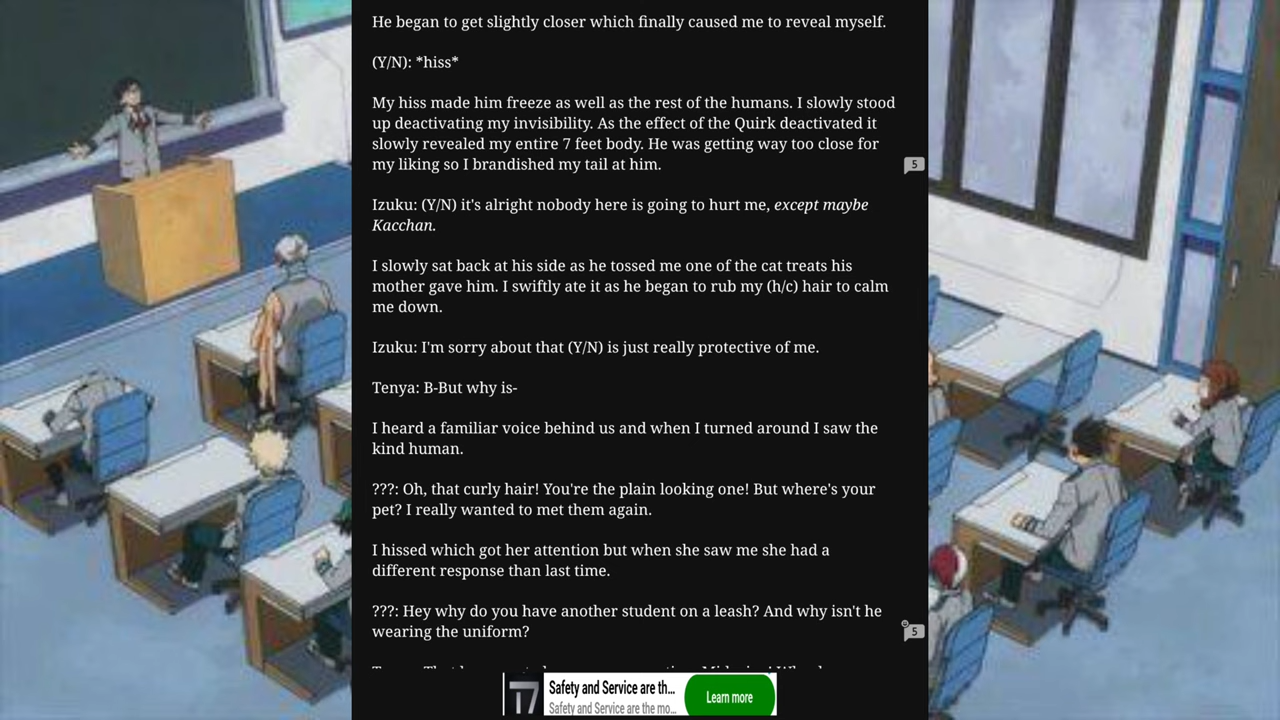 He began to get slightly closer which finally caused me to reveal myself.
(Y/N): *hiss*
My hiss made him freeze as well as the rest of the humans. I slowly stood
up deactivating my invisibility. As the effect of the Quirk deactivated it
slowly revealed my entire 7 feet body. He was getting way too close for
my liking so I brandished my tail at him.
5
Izuku: (Y/N) it's alright nobody here is going to hurt me, except maybe
Kacchan.
I slowly sat back at his side as he tossed me one of the cat treats his
mother gave him. I swiftly ate it as he began to rub my (h/c) hair to calm
me down.
Izuku: I'm sorry about that (Y/N) is just really protective of me.
Tenya: B-But why is-
I heard a familiar voice behind us and when I turned around I saw the
kind human.
???: Oh, that curly hair! You're the plain looking one! But where's your
pet? I really wanted to met them again.
I hissed which got her attention but when she saw me she had a
different response than last time.
???: Hey why do you have another student on a leash? And why isn't he
wearing the uniform?
5
Safety and Service are th...
Safety and Service are the mo...
Learn more